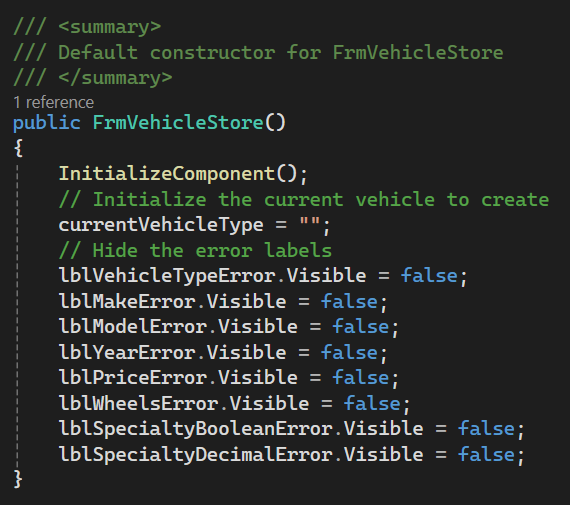 /// <summary>
/// Default constructor for FrmVehicleStore
/// </summary>
1 reference
public FrmVehicleStore()
{
InitializeComponent();
// Initialize the current vehicle to create
currentVehicleType = "";
// Hide the error labels
lblVehicleTypeError.Visible = false;
lblMakeError.Visible = false;
lblModelError.Visible = false;
lblYearError.Visible = false;
lblPriceError.Visible = false;
lblWheelsError.Visible = false;
lblSpecialtyBooleanError.Visible = false;
lblSpecialtyDecimalError.Visible = false;
}